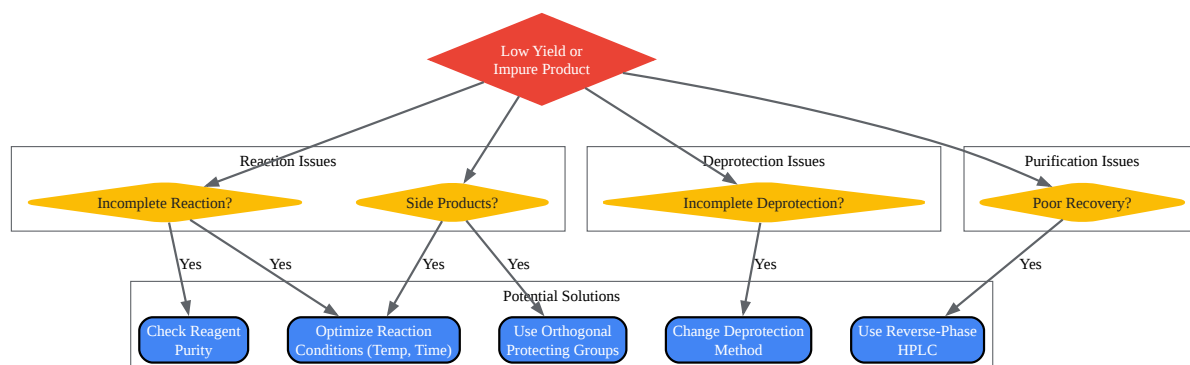 Low Yield or
Impure Product
Reaction Issues
Deprotection Issues
Purification Issues
Incomplete Reaction?
Side Products?
Incomplete Deprotection?
Poor Recovery?
Yes
Yes
Yes
Yes
Yes
Yes
Potential Solutions
Check Reagent
Purity
Optimize Reaction
Conditions (Temp, Time)
Use Orthogonal
Protecting Groups
Change Deprotection
Method
Use Reverse-Phase
HPLC